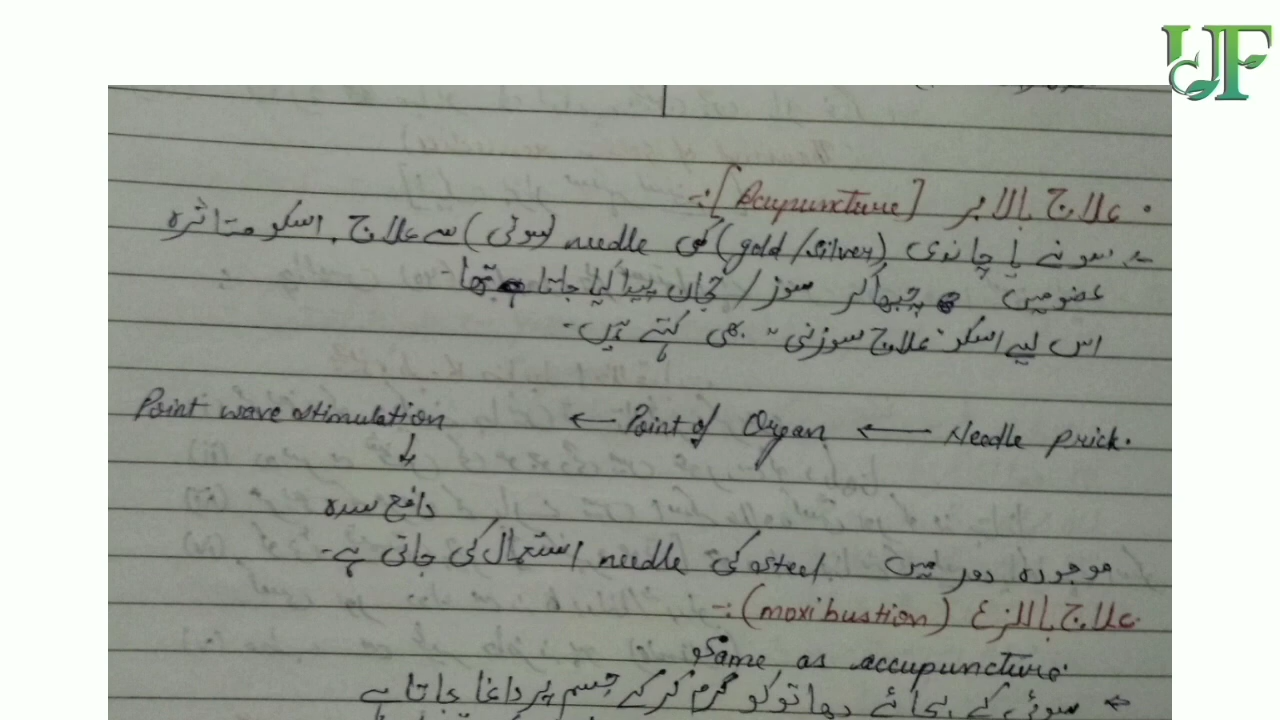 UF
• علاج بالابر [Acupuncture]:-
سونے یا چاندی (gold/silver) کی needle (سوئی) سے علاج۔ اسکو متاثرہ
عضو میں چبھا کر سوز / ہیجان پیدا کیا جاتا تھا۔
اس لیے اسکو "علاج سوزنی" بھی کہتے ہیں۔
Needle prick. → Point of Organ → Point wave stimulation
↓
دافع سدہ
موجودہ دور میں steel کی needle استعمال کی جاتی ہے۔
علاج باللزع (moxibustion):-
Same as accupuncture.
← سوئی کے بجائے دھاتو کو گرم کر کے جسم پر داغا جاتا ہے